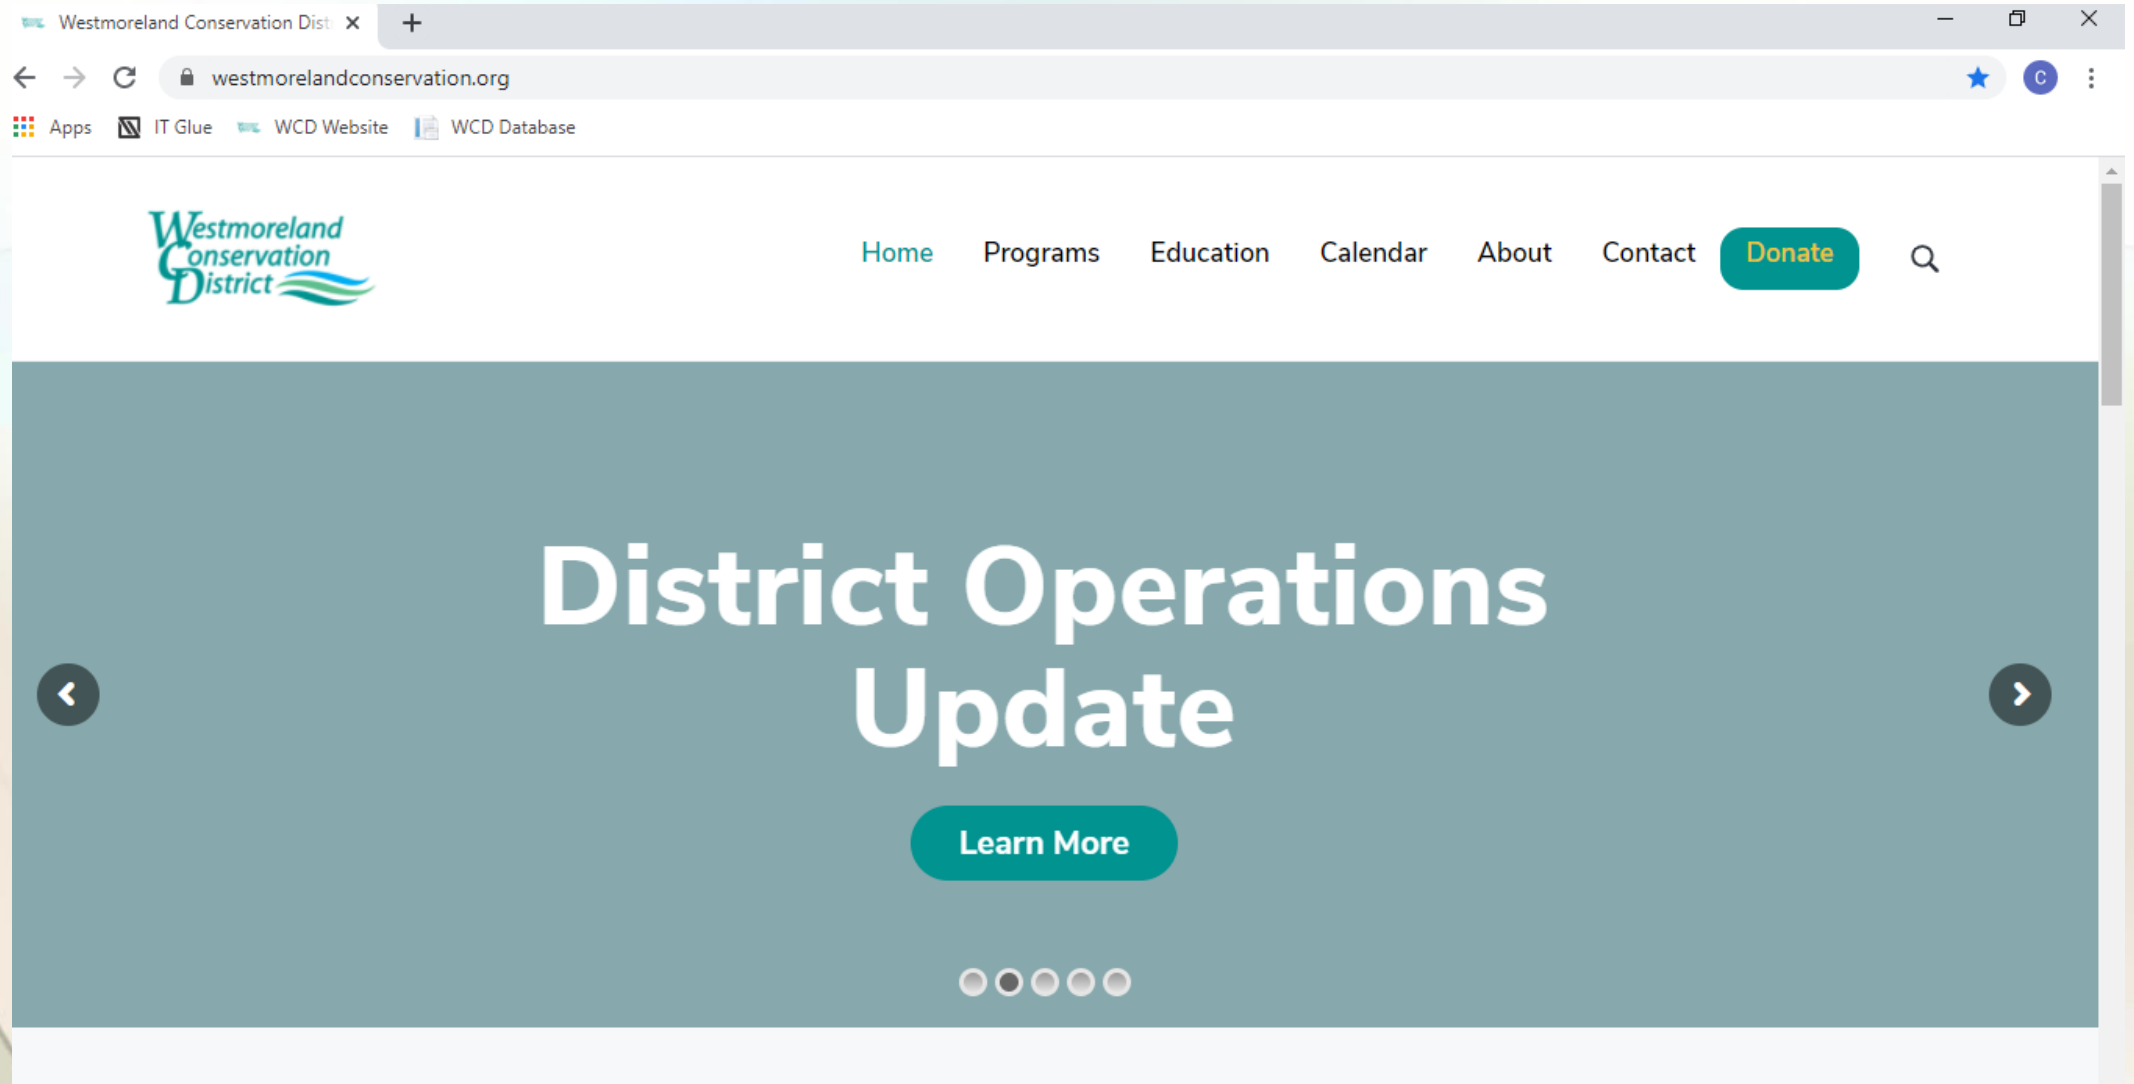 Westmoreland Conservation Dist
westmorelandconservation.org
C
Apps IT Glue WCD Website WCD Database
Westmoreland
Conservation
District
Home Programs Education Calendar About Contact Donate
District Operations
Update
Learn More